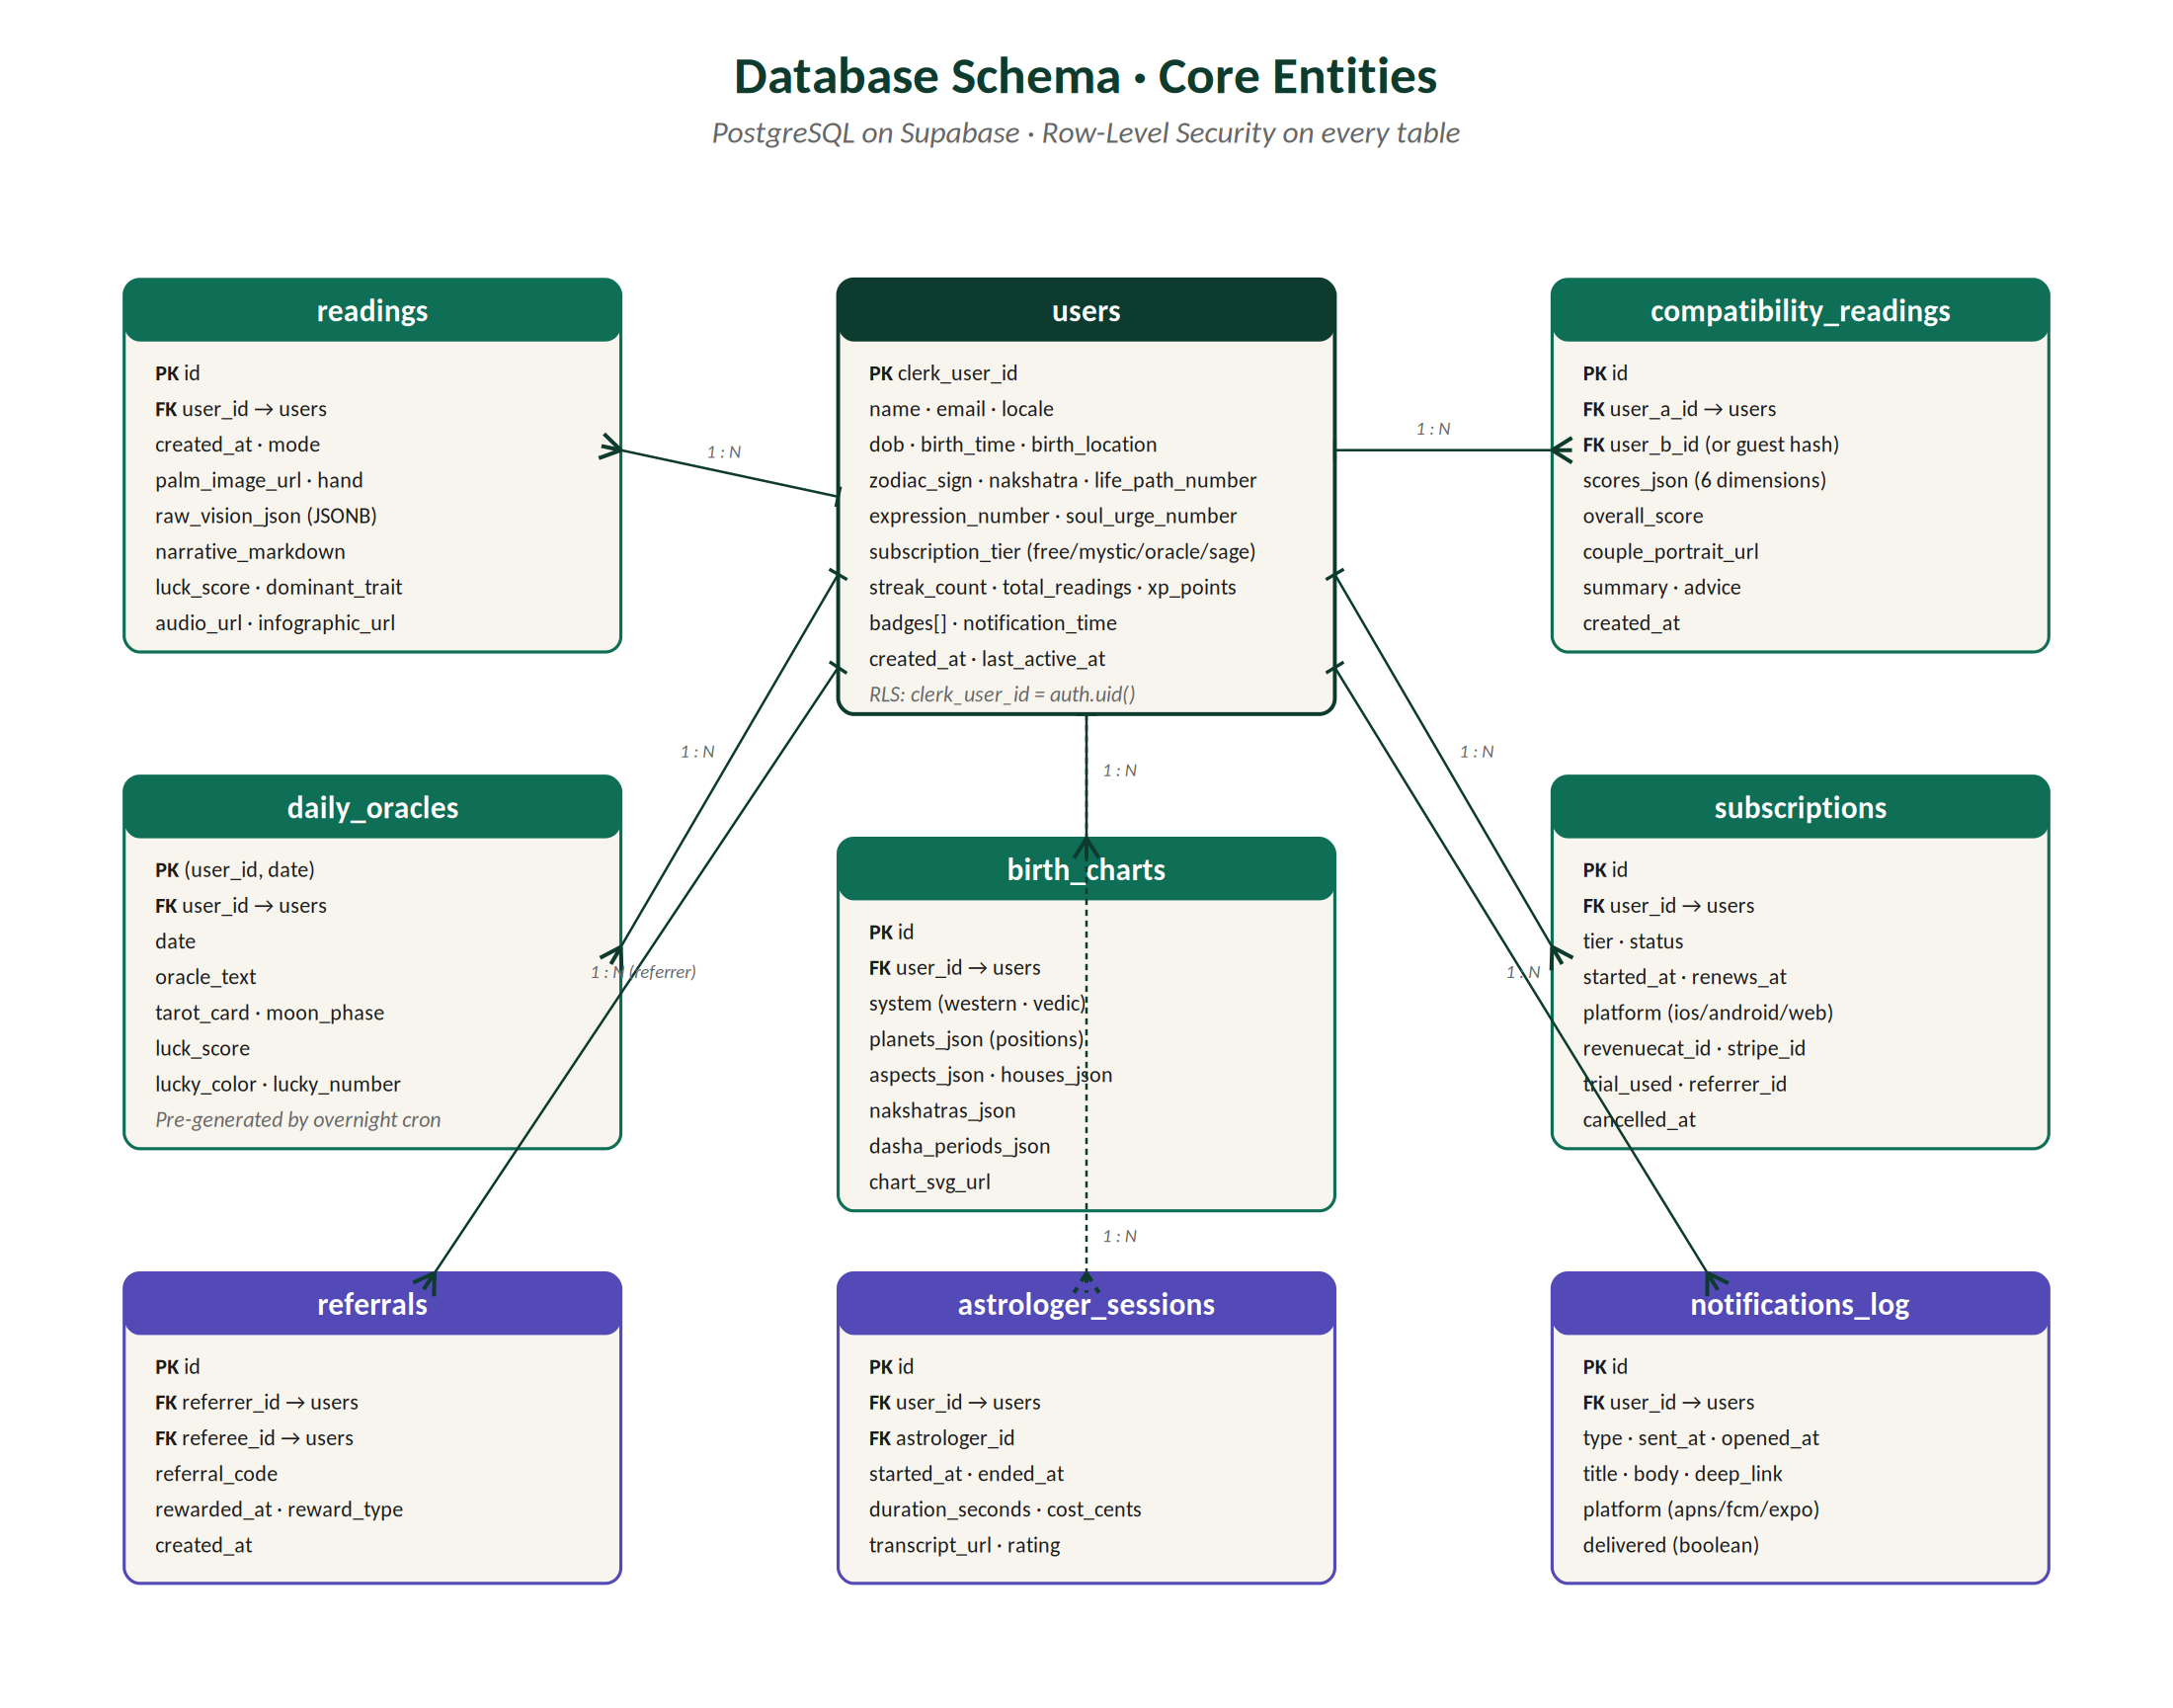 Database Schema · Core Entities
PostgreSQL on Supabase · Row-Level Security on every table
readings
PK id
FK user_id → users
created_at · mode
palm_image_url · hand
raw_vision_json (JSONB)
narrative_markdown
luck_score · dominant_trait
audio_url · infographic_url
1 : N
users
PK clerk_user_id
name · email · locale
dob · birth_time · birth_location
zodiac_sign · nakshatra · life_path_number
expression_number · soul_urge_number
subscription_tier (free/mystic/oracle/sage)
streak_count · total_readings · xp_points
badges[] · notification_time
created_at · last_active_at
RLS: clerk_user_id = auth.uid()
1 : N
compatibility_readings
PK id
FK user_a_id → users
FK user_b_id (or guest hash)
scores_json (6 dimensions)
overall_score
couple_portrait_url
summary · advice
created_at
1 : N
1 : N
1 : N
daily_oracles
PK (user_id, date)
FK user_id → users
date
oracle_text
tarot_card · moon_phase
luck_score
lucky_color · lucky_number
Pre-generated by overnight cron
1 : N (referrer)
birth_charts
PK id
FK user_id → users
system (western · vedic)
planets_json (positions)
aspects_json · houses_json
nakshatras_json
dasha_periods_json
chart_svg_url
1 : N
subscriptions
PK id
FK user_id → users
tier · status
started_at · renews_at
platform (ios/android/web)
revenuecat_id · stripe_id
trial_used · referrer_id
cancelled_at
1 : N
referrals
PK id
FK referrer_id → users
FK referee_id → users
referral_code
rewarded_at · reward_type
created_at
astrologer_sessions
PK id
FK user_id → users
FK astrologer_id
started_at · ended_at
duration_seconds · cost_cents
transcript_url · rating
notifications_log
PK id
FK user_id → users
type · sent_at · opened_at
title · body · deep_link
platform (apns/fcm/expo)
delivered (boolean)